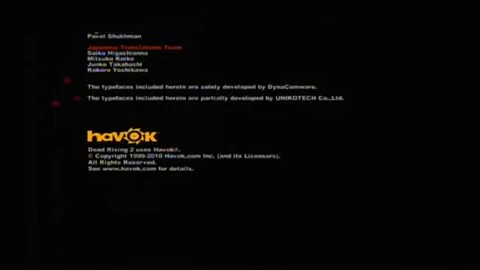 Pavel Shukhman
Japanese Translations Team
Saiko Higashionna
Mitsuko Koike
Junko Takahashi
Kokoro Yoshikawa
The typefaces included herein are solely developed by DynaComware.
The typefaces included herein are partially developed by UNIKOTECH Co.,Ltd.
havok
Dead Rising 2 uses Havok®.
© Copyright 1999-2010 Havok.com Inc. (and its Licensors).
All Rights Reserved.
See www.havok.com for details.